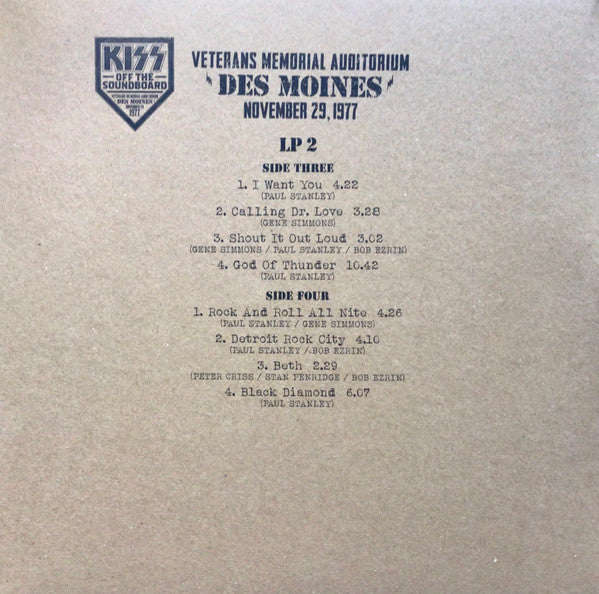 KISS
OFF THE
SOUNDBOARD
VETERANS MEMORIAL AUDITORIUM
DES MOINES
NOVEMBER 29
1977
VETERANS MEMORIAL AUDITORIUM
DES MOINES
NOVEMBER 29, 1977
LP 2
SIDE THREE
1. I Want You 4.22
(PAUL STANLEY)
2. Calling Dr. Love 3.28
(GENE SIMMONS)
3. Shout It Out Loud 3.02
(GENE SIMMONS / PAUL STANLEY / BOB EZRIN)
4. God Of Thunder 10.42
(PAUL STANLEY)
SIDE FOUR
1. Rock And Roll All Nite 4.26
(PAUL STANLEY / GENE SIMMONS)
2. Detroit Rock City 4.10
(PAUL STANLEY / BOB EZRIN)
3. Beth 2.29
(PETER CRISS / STAN PENRIDGE / BOB EZRIN)
4. Black Diamond 6.07
(PAUL STANLEY)